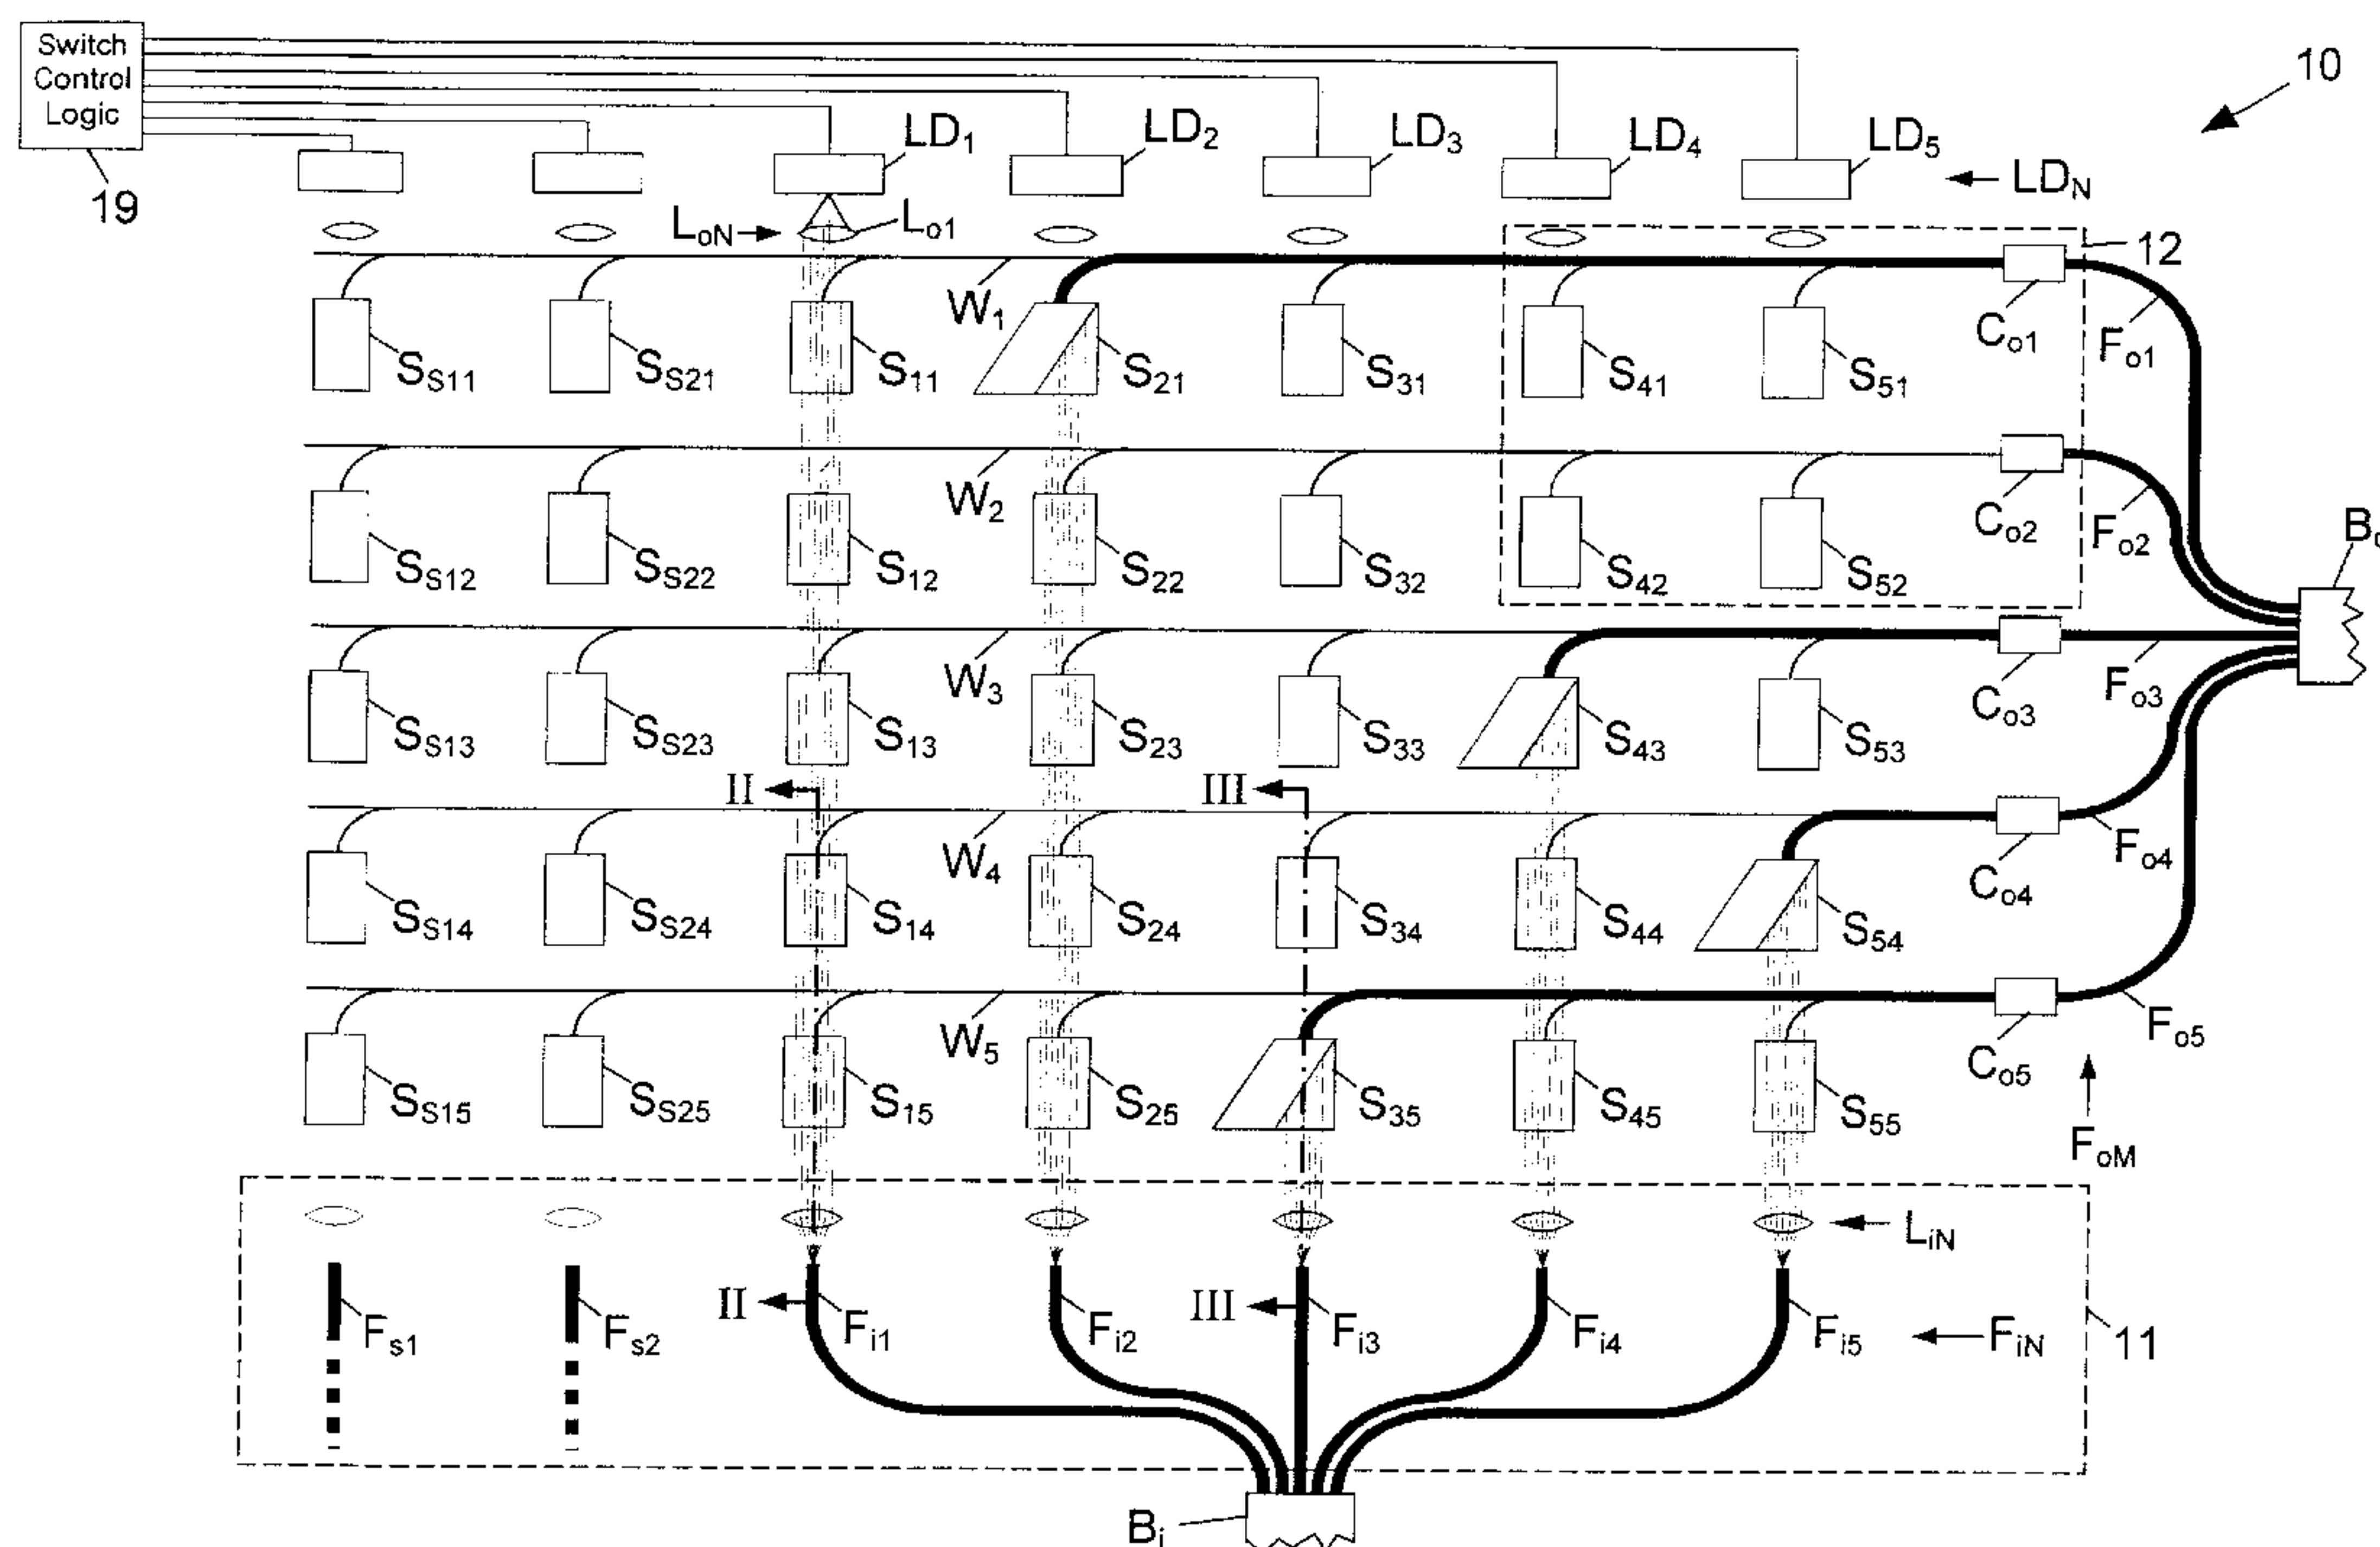 Switch
Control
Logic
19
10
LD1
LD2
LD3
LD4
LD5
LDN
LoN
Lo1
12
W1
Co1
Fo1
SS11
SS21
S11
S21
S31
S41
S51
W2
Co2
Fo2
SS12
SS22
S12
S22
S32
S42
S52
W3
Co3
Fo3
SS13
SS23
S13
S23
S33
S43
S53
II
III
W4
Co4
Fo4
SS14
SS24
S14
S24
S34
S44
S54
W5
Co5
Fo5
SS15
SS25
S15
S25
S35
S45
S55
FoM
LiN
II
III
Fs1
Fs2
Fi1
Fi2
Fi3
Fi4
Fi5
FiN
11
Bi